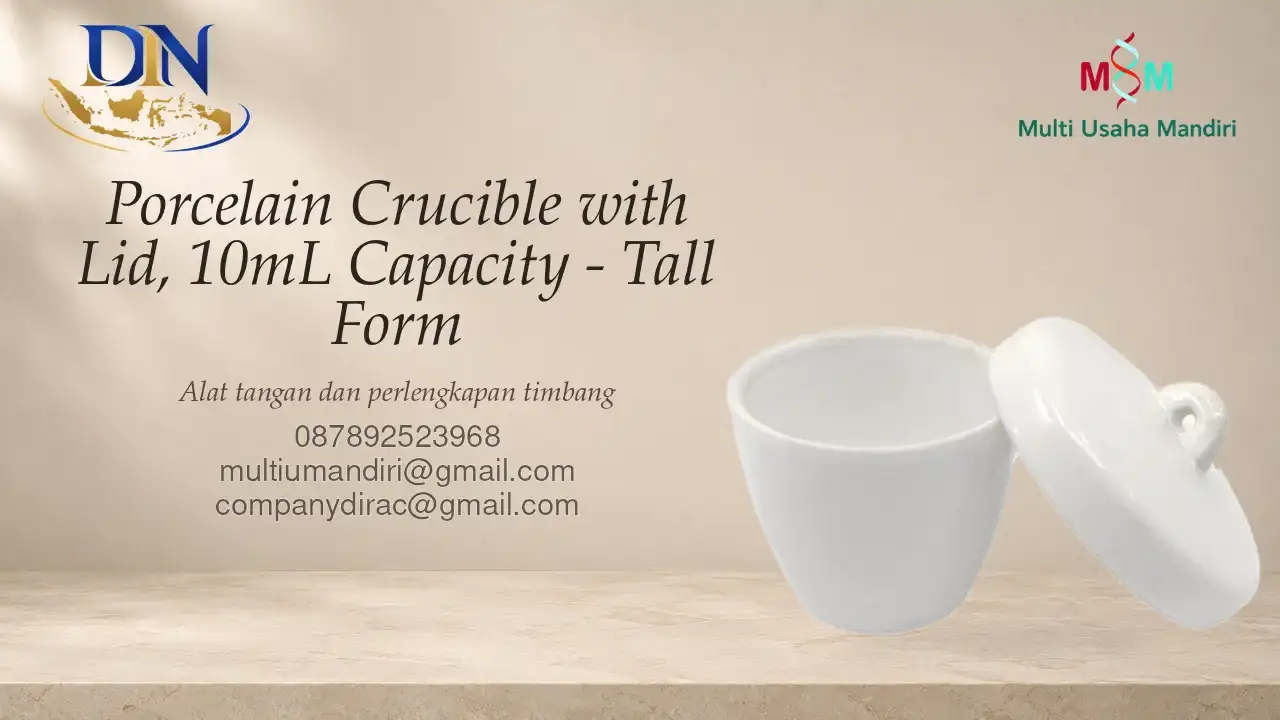 DIN
M M
Multi Usaha Mandiri
Porcelain Crucible with
Lid, 10mL Capacity - Tall
Form
Alat tangan dan perlengkapan timbang
087892523968
multiumandiri@gmail.com
companydirac@gmail.com